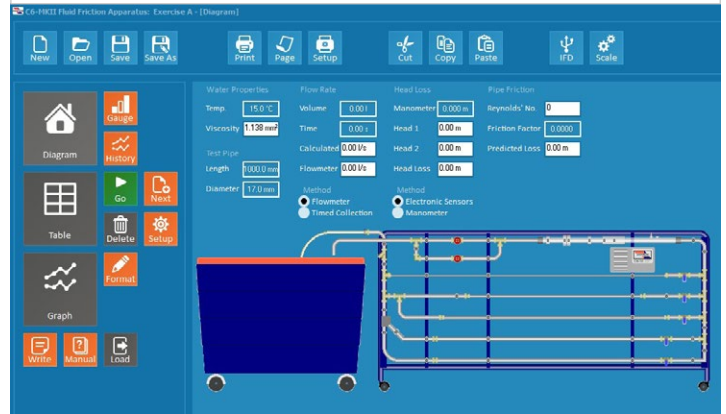 C6-MKII Fluid Friction Apparatus: Exercise A - [Diagram]
New Open Save Save As Print Page Setup Cut Copy Paste IFD Scale
Water Properties Flow Rate Head Loss Pipe Friction
Temp. 15.0 °C Volume 0.00 l Manometer 0.000 m Reynolds' No. 0
Viscosity 1.138 mm² Time 0.00 s Head 1 0.00 m Friction Factor 0.0000
Test Pipe Calculated 0.00 l/s Head 2 0.00 m Predicted Loss 0.00 m
Length 1000.0 mm Flowmeter 0.00 l/s Head Loss 0.00 m
Diameter 17.0 mm Method Method
Flowmeter Electronic Sensors
Timed Collection Manometer
Diagram
Gauge
History
Table
Go Next
Delete Setup
Graph
Format
Write Manual Load